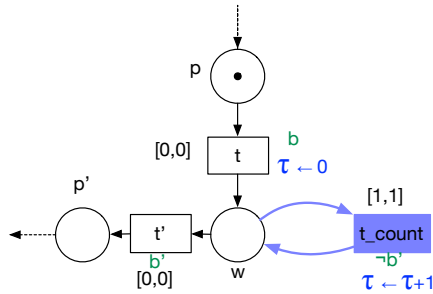 p
[0,0]
t
b
τ ← 0
p'
[1,1]
t'
t_count
b'
w
¬b'
[0,0]
τ ← τ+1